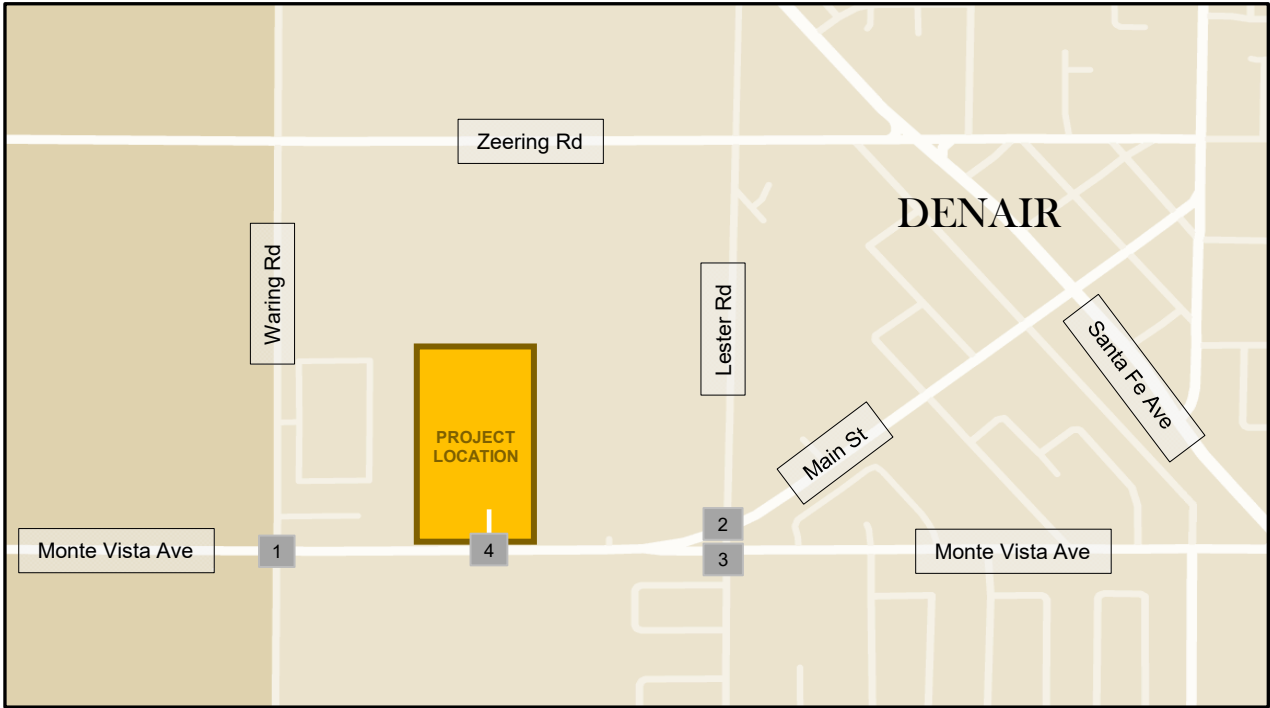 Zeering Rd
DENAIR
Waring Rd
Lester Rd
Santa Fe Ave
PROJECT
LOCATION
Main St
2
Monte Vista Ave
1
4
3
Monte Vista Ave